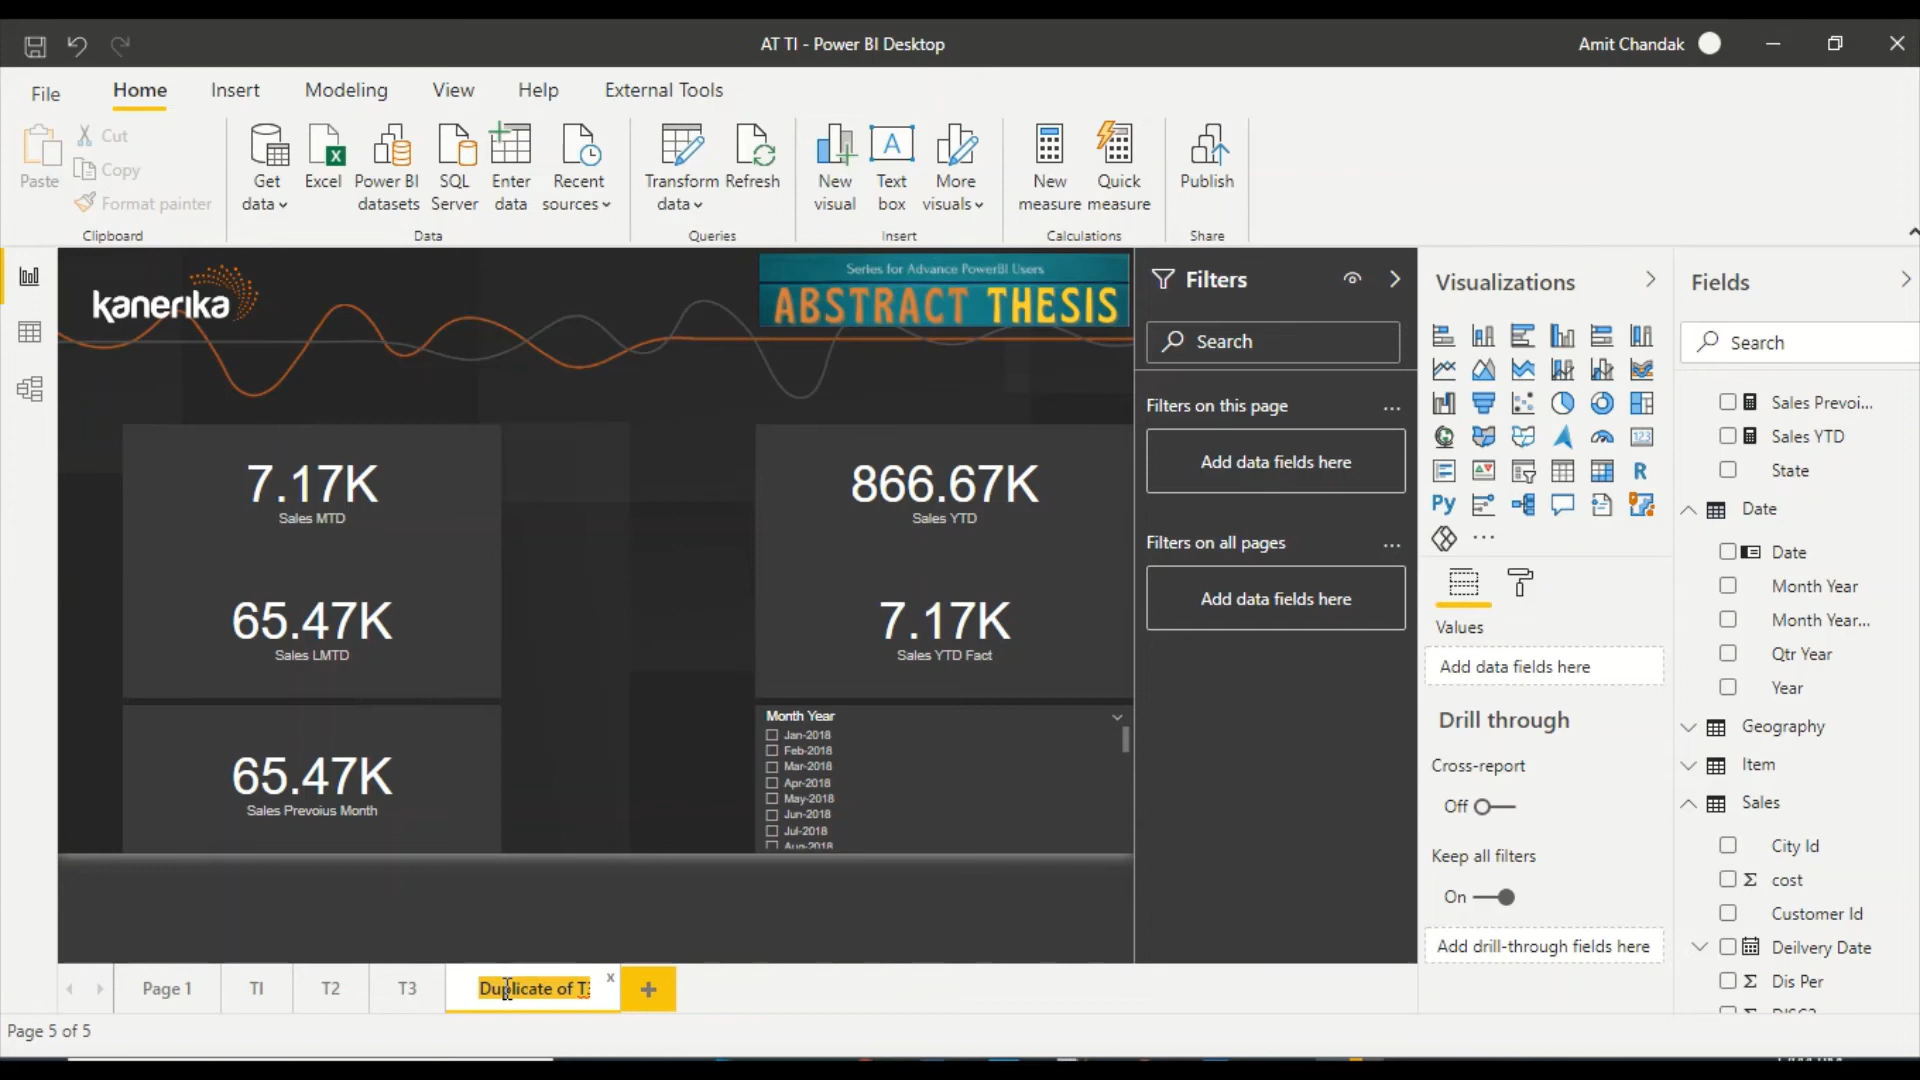 AT TI - Power BI Desktop
Amit Chandak
File
Home
Insert
Modeling
View
Help
External Tools
Paste
Cut
Copy
Format painter
Clipboard
Get data
Excel
Power BI datasets
SQL Server
Enter data
Recent sources
Data
Transform data
Refresh
Queries
New visual
Text box
More visuals
Insert
New measure
Quick measure
Calculations
Publish
Share
kanerika
Series for Advance PowerBI Users
ABSTRACT THESIS
7.17K
Sales MTD
65.47K
Sales LMTD
65.47K
Sales Prevoius Month
866.67K
Sales YTD
7.17K
Sales YTD Fact
Month Year
Jan-2018
Feb-2018
Mar-2018
Apr-2018
May-2018
Jun-2018
Jul-2018
Aug-2018
Filters
Search
Filters on this page
...
Add data fields here
Filters on all pages
...
Add data fields here
Visualizations
123
R
Py
...
Values
Add data fields here
Drill through
Cross-report
Off
Keep all filters
On
Add drill-through fields here
Fields
Search
Sales Prevoi...
Sales YTD
State
Date
Date
Month Year
Month Year...
Qtr Year
Year
Geography
Item
Sales
City Id
cost
Customer Id
Deilvery Date
Dis Per
Page 1
TI
T2
T3
Duplicate of T
x
+
Page 5 of 5